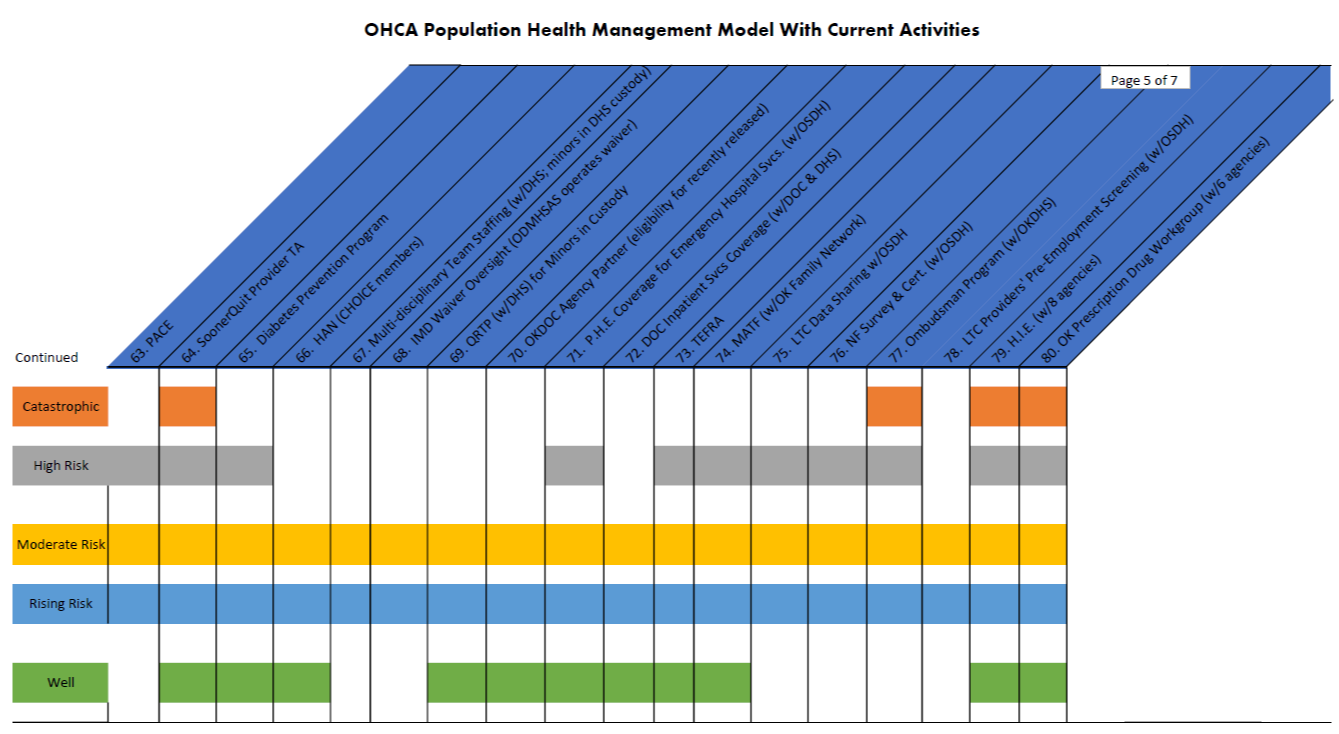 OHCA Population Health Management Model With Current Activities
Page 5 of 7
63. PACE
64. SoonerQuit Provider TA
65. Diabetes Prevention Program
66. HAN (CHOICE members)
67. Multi-disciplinary Team Staffing (w/DHS; minors in DHS custody)
68. IMD Waiver Oversight (ODMHSAS operates waiver)
69. QRTP (w/DHS) for Minors in Custody
70. OKDOC Agency Partner (eligibility for recently released)
71. P.H.E. Coverage for Emergency Hospital Svcs. (w/OSDH)
72. DOC Inpatient Svcs Coverage (w/DOC & DHS)
73. TEFRA
74. MATF (w/OK Family Network)
75. LTC Data Sharing w/OSDH
76. NF Survey & Cert. (w/OSDH)
77. Ombudsman Program (w/OKDHS)
78. LTC Providers Pre-Employment Screening (w/OSDH)
79. H.I.E. (w/8 agencies)
80. OK Prescription Drug Workgroup (w/6 agencies)
Continued
Catastrophic
High Risk
Moderate Risk
Rising Risk
Well